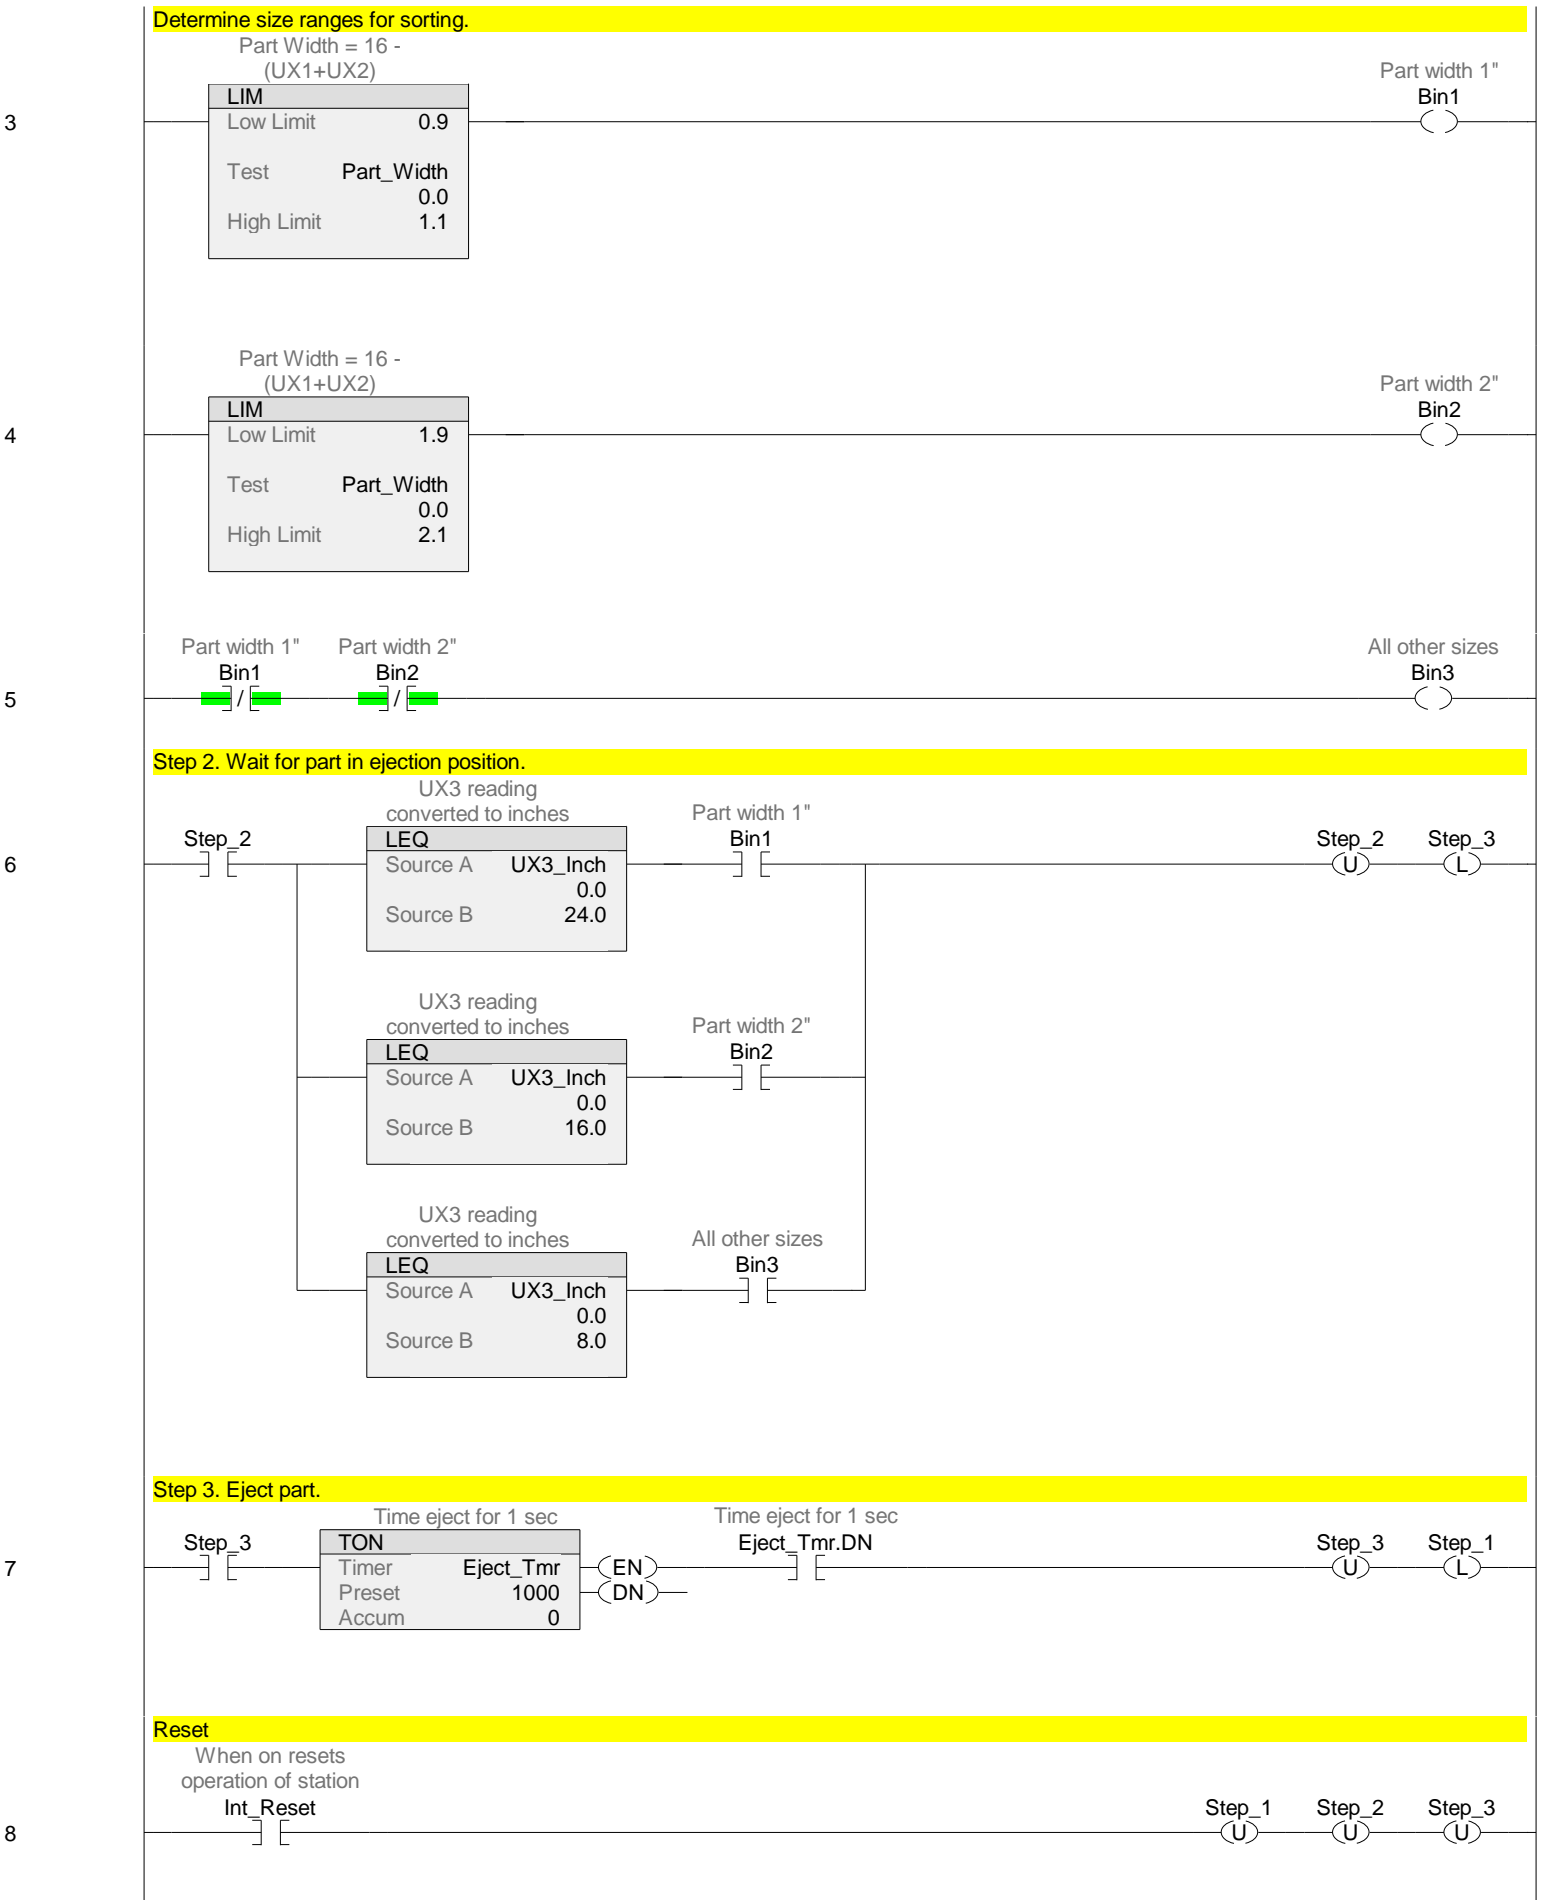 Determine size ranges for sorting.
Part Width = 16 -
(UX1+UX2)
Part width 1"
LIM
Bin1
3
Low Limit 0.9
Test Part_Width
0.0
High Limit 1.1
Part Width = 16 -
(UX1+UX2)
Part width 2"
LIM
Bin2
4
Low Limit 1.9
Test Part_Width
0.0
High Limit 2.1
Part width 1" Part width 2" All other sizes
Bin1 Bin2 Bin3
5
/ /
Step 2. Wait for part in ejection position.
UX3 reading
converted to inches
Part width 1"
Step_2 LEQ Bin1 Step_2 Step_3
6
Source A UX3_Inch
U L
0.0
Source B 24.0
UX3 reading
converted to inches
Part width 2"
LEQ Bin2
Source A UX3_Inch
0.0
Source B 16.0
UX3 reading
converted to inches
All other sizes
LEQ Bin3
Source A UX3_Inch
0.0
Source B 8.0
Step 3. Eject part.
Time eject for 1 sec Time eject for 1 sec
Step_3 TON Eject_Tmr.DN Step_3 Step_1
7
Timer Eject_Tmr EN U L
Preset 1000 DN
Accum 0
Reset
When on resets
operation of station
Int_Reset Step_1 Step_2 Step_3
8
U U U